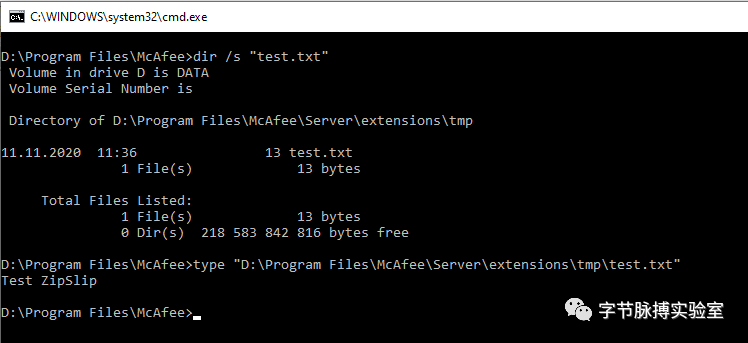 C:\WINDOWS\system32\cmd.exe
D:\Program Files\McAfee>dir /s "test.txt"
Volume in drive D is DATA
Volume Serial Number is
Directory of D:\Program Files\McAfee\Server\extensions\tmp
11.11.2020  11:36                13 test.txt
1 File(s)             13 bytes
Total Files Listed:
1 File(s)             13 bytes
0 Dir(s)  218 583 842 816 bytes free
D:\Program Files\McAfee>type "D:\Program Files\McAfee\Server\extensions\tmp\test.txt"
Test ZipSlip
D:\Program Files\McAfee>
字节脉搏实验室